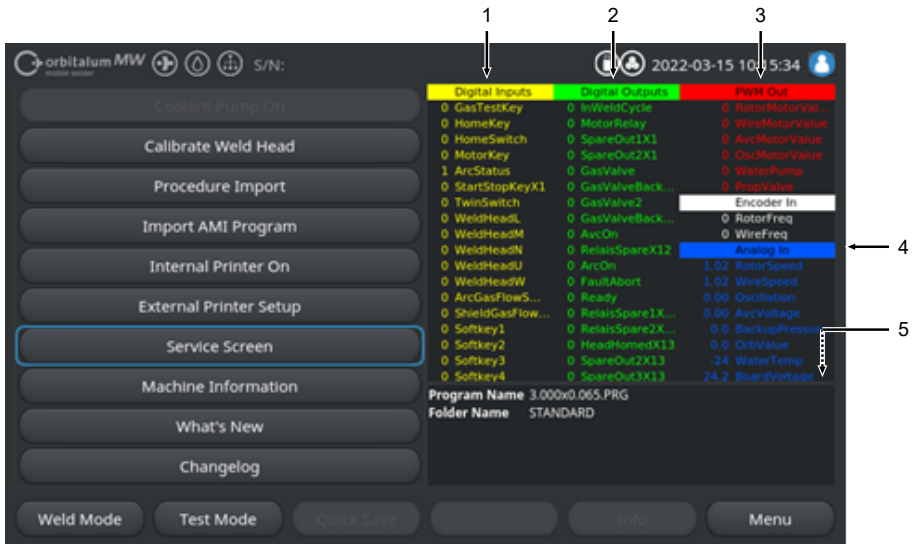 1 2 3
orbitalum MW S/N: 2022-03-15 10:15:34
mobile welder
Coolant Pump On
Calibrate Weld Head
Procedure Import
Import AMI Program
Internal Printer On
External Printer Setup
Service Screen
Machine Information
What's New
Changelog
Digital Inputs
0 GasTestKey
0 HomeKey
0 HomeSwitch
0 MotorKey
1 ArcStatus
0 StartStopKeyX1
0 TwinSwitch
0 WeldHeadL
0 WeldHeadM
0 WeldHeadN
0 WeldHeadU
0 WeldHeadW
0 ArcGasFlowS...
0 ShieldGasFlow...
0 Softkey1
0 Softkey2
0 Softkey3
0 Softkey4
Digital Outputs
0 InWeldCycle
0 MotorRelay
0 SpareOut1X1
0 SpareOut2X1
0 GasValve
0 GasValveBack...
0 GasValve2
0 GasValveBack...
0 AvcOn
0 RelaisSpareX12
0 ArcOn
0 FaultAbort
0 Ready
0 RelaisSpare1X...
0 RelaisSpare2X...
0 HeadHomedX13
0 SpareOut2X13
0 SpareOut3X13
PWM Out
0 RotorMotorVal...
0 WireMotorValue
0 AvcMotorValue
0 OscMotorValue
0 WaterPump
0 PropValve
Encoder In
0 RotorFreq
0 WireFreq
Analog In
1.02 RotorSpeed
1.02 WireSpeed
0.00 Oscillation
0.00 AvcVoltage
0.0 BackupPressure
0.0 OrbValue
-24 WaterTemp
24.2 BoardVoltage
4
5
Program Name 3.000x0.065.PRG
Folder Name STANDARD
Weld Mode Test Mode Quick Save Info Menu